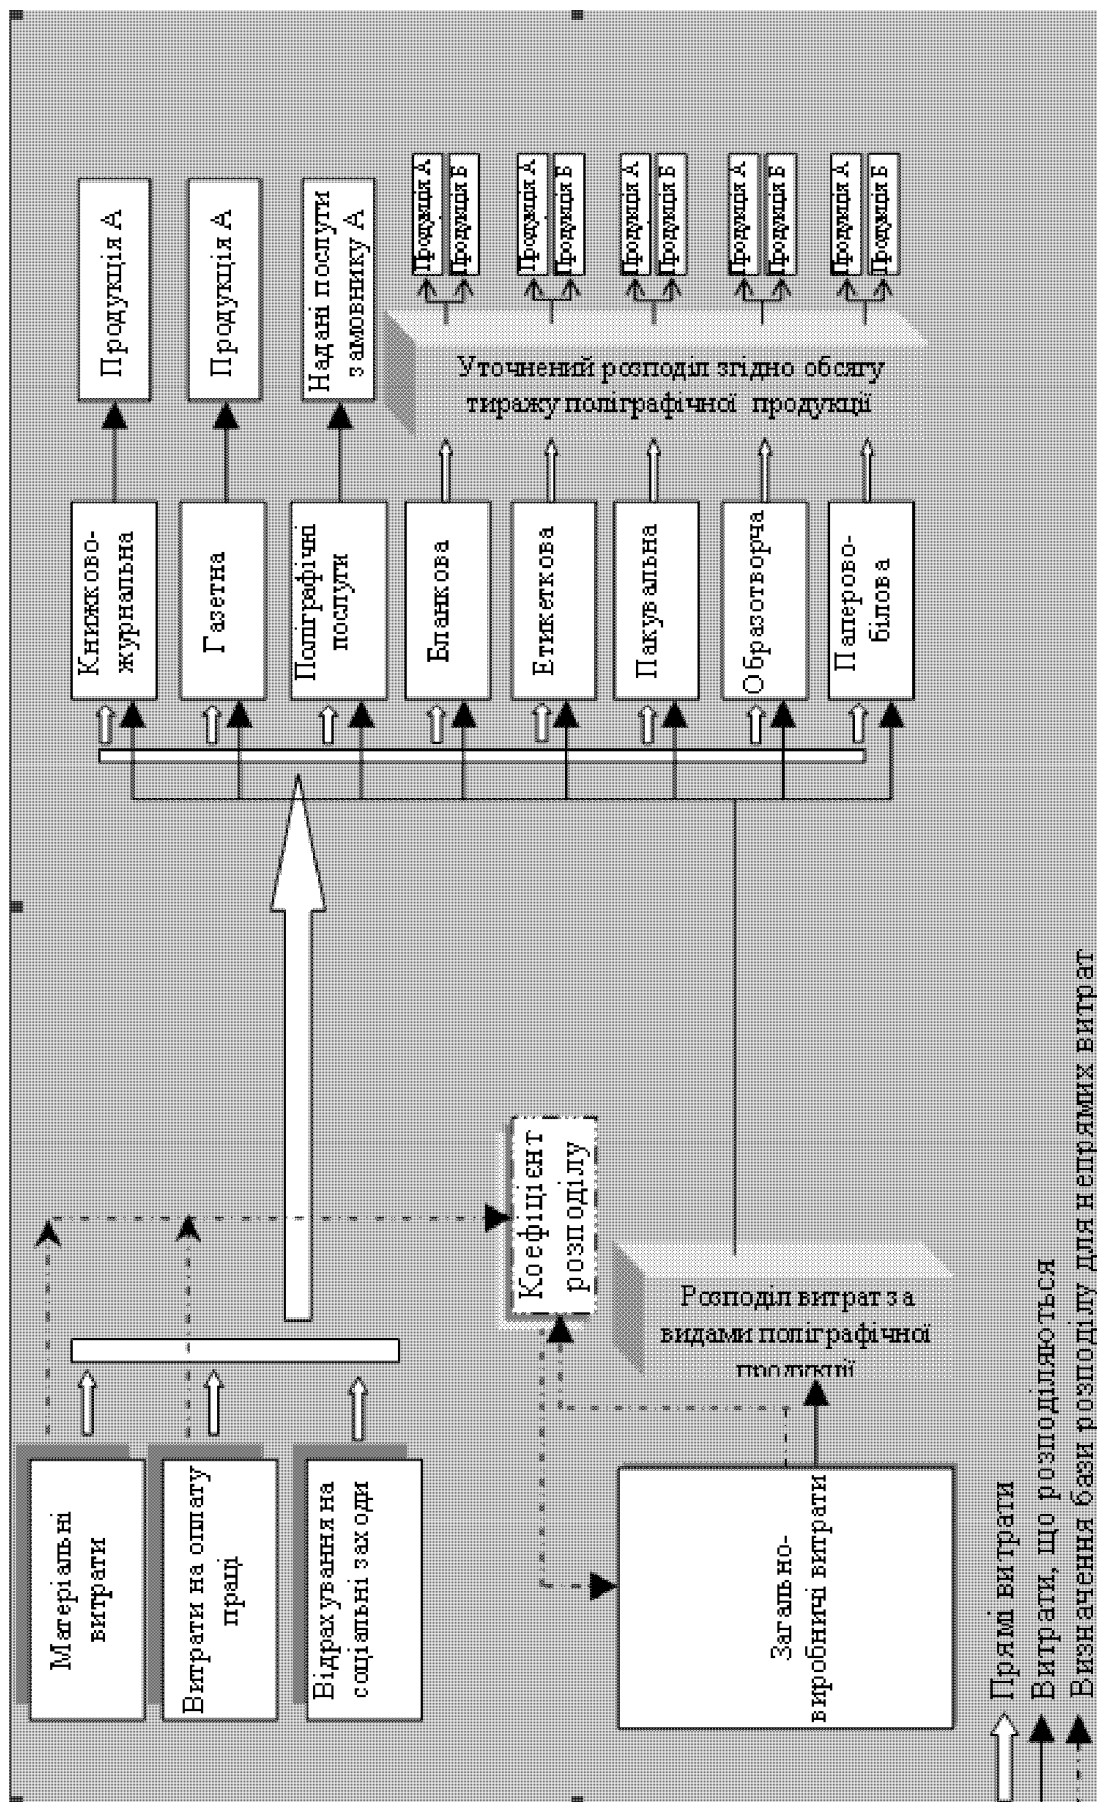 Матеріальні
витрати
Витрати на оплату
праці
Відрахування на
соціальні заходи
Загально-
виробничі витрати
Коефіцієнт
розподілу
Розподіл витрат за
видами поліграфічної
продукції
Книжково-
журнальна
Газетна
Поліграфічні
послуги
Бланкова
Етикеткова
Пакувальна
Образотворча
Паперово-
білова
Продукція А
Продукція А
Надані послуги
замовнику А
Уточнений розподіл згідно обсягу
тиражу поліграфічної продукції
Продукція А
Продукція Б
Продукція А
Продукція Б
Продукція А
Продукція Б
Продукція А
Продукція Б
Продукція А
Продукція Б
Прямі витрати
Витрати, що розподіляються
Визначення бази розподілу для непрямих витрат